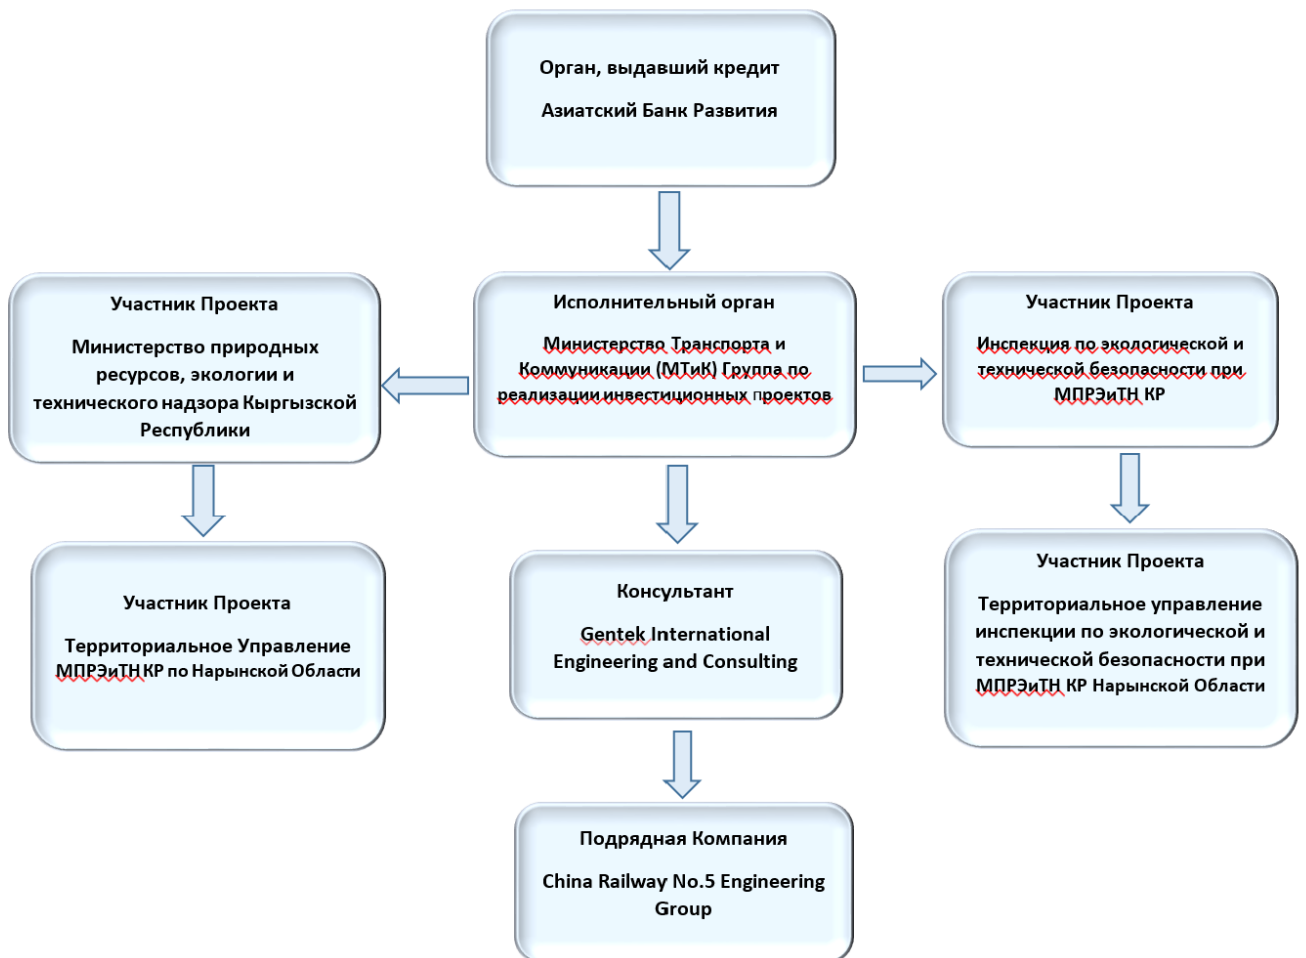 Орган, выдавший кредит
Азиатский Банк Развития
Участник Проекта
Министерство природных
ресурсов, экологии и
технического надзора Кыргызской
Республики
Исполнительный орган
Министерство Транспорта и
Коммуникации (МТиК) Группа по
реализации инвестиционных проектов
Участник Проекта
Инспекция по экологической и
технической безопасности при
МПРЭиТН КР
Участник Проекта
Территориальное Управление
МПРЭиТН КР по Нарынской Области
Консультант
Gentek International
Engineering and Consulting
Участник Проекта
Территориальное управление
инспекции по экологической и
технической безопасности при
МПРЭиТН КР Нарынской Области
Подрядная Компания
China Railway No.5 Engineering
Group